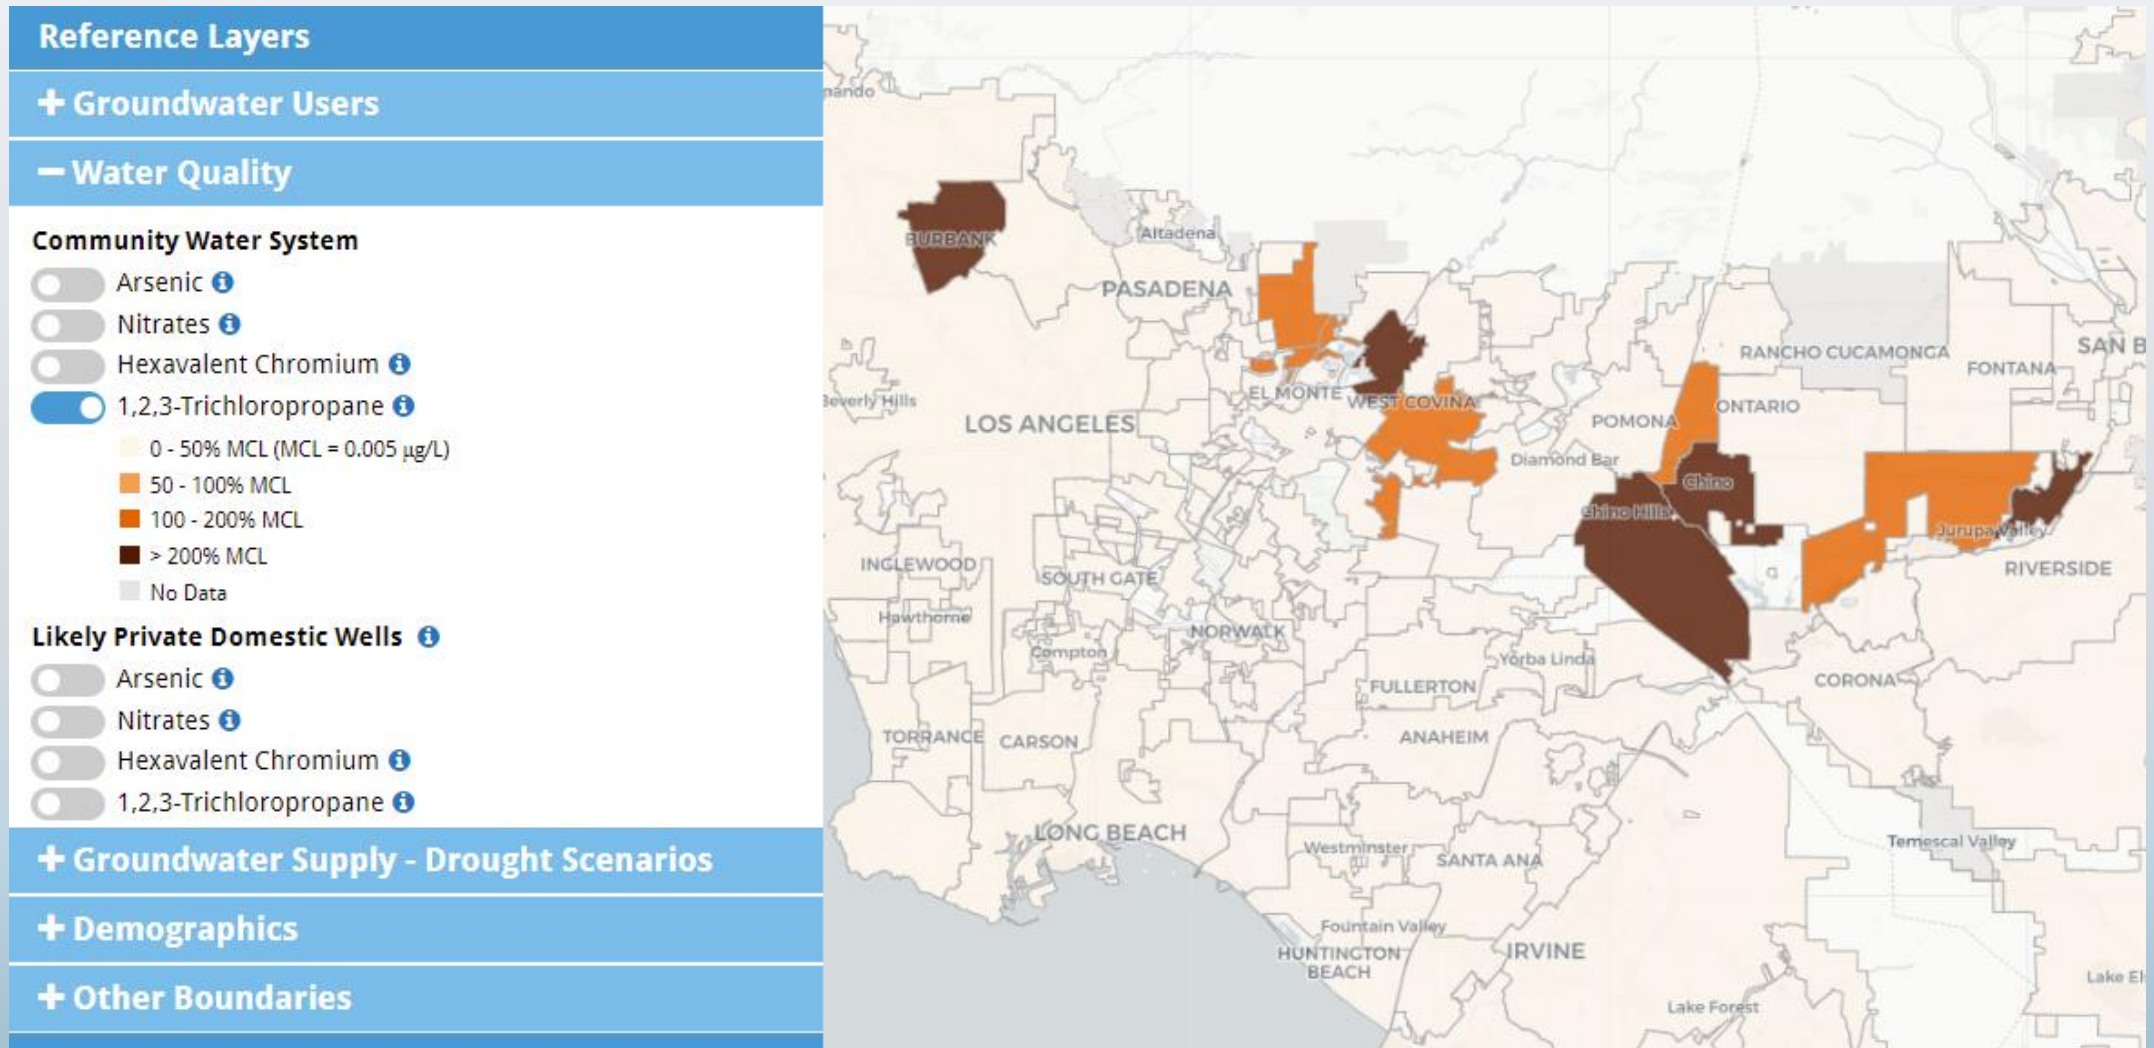 Reference Layers
+ Groundwater Users
− Water Quality
Community Water System
Arsenic
Nitrates
Hexavalent Chromium
1,2,3-Trichloropropane
0 - 50% MCL (MCL = 0.005 µg/L)
50 - 100% MCL
100 - 200% MCL
> 200% MCL
No Data
Likely Private Domestic Wells
Arsenic
Nitrates
Hexavalent Chromium
1,2,3-Trichloropropane
+ Groundwater Supply - Drought Scenarios
+ Demographics
+ Other Boundaries
nando
BURBANK
Altadena
PASADENA
RANCHO CUCAMONGA
SAN B
FONTANA
EL MONTE
WEST COVINA
Beverly Hills
LOS ANGELES
POMONA
ONTARIO
Diamond Bar
Chino
Chino Hills
Jurupa Valley
INGLEWOOD
SOUTH GATE
RIVERSIDE
Hawthorne
NORWALK
Compton
Yorba Linda
FULLERTON
CORONA
TORRANCE
CARSON
ANAHEIM
LONG BEACH
Westminster
SANTA ANA
Temescal Valley
Fountain Valley
HUNTINGTON
BEACH
IRVINE
Lake El
Lake Forest